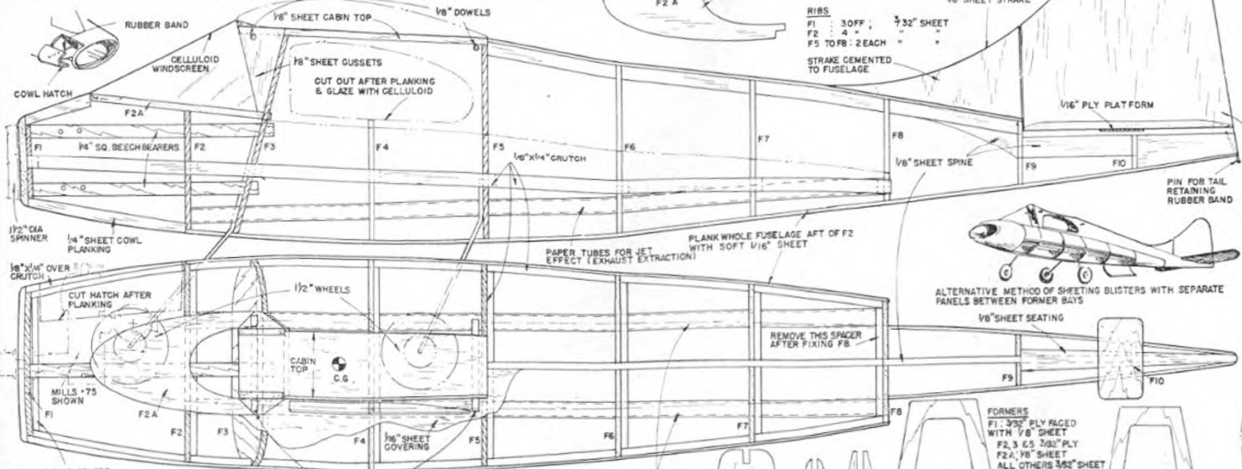 RUBBER BAND
1/8" SHEET CABIN TOP
1/8" DOWELS
F2 A
RIBS
F1 : 3 OFF ; 3/32" SHEET
F2 4 " " "
F5 TO F8 : 2 EACH " "
STRAKE CEMENTED
TO FUSELAGE
CELLULOID
WINDSCREEN
1/8" SHEET GUSSETS
CUT OUT AFTER PLANKING
& GLAZE WITH CELLULOID
COWL HATCH
F2A
1/16" PLY PLATFORM
F1
1/4" SQ. BEECH BEARERS
F2
F3
F4
F5
F6
F7
F8
1/8" X 1/4" CRUTCH
1/8" SHEET SPINE
F9
F10
PIN FOR TAIL
RETAINING
RUBBER BAND
1 1/2" DIA
SPINNER
1/4" SHEET COWL
PLANKING
PAPER TUBES FOR JET
EFFECT (EXHAUST EXTRACTION)
PLANK WHOLE FUSELAGE AFT OF F2
WITH SOFT 1/16" SHEET
OVER
CRUTCH
CUT HATCH AFTER
PLANKING
1 1/2" WHEELS
ALTERNATIVE METHOD OF SHEETING BLISTERS WITH SEPARATE
PANELS BETWEEN FORMER BAYS
1/8" SHEET SEATING
CABIN
TOP
C.G
REMOVE THIS SPACER
AFTER FIXING F8
MILLS .75
SHOWN
F1
F2A
F2
F3
F4
1/16" SHEET
COVERING
F5
F6
F7
F8
F9
F10
FORMERS
F1 : 3/32" PLY FACED
WITH 1/8" SHEET
F2, 3 & 5 3/32" PLY
F2A, 1/8" SHEET
ALL OTHERS 3/32" SHEET